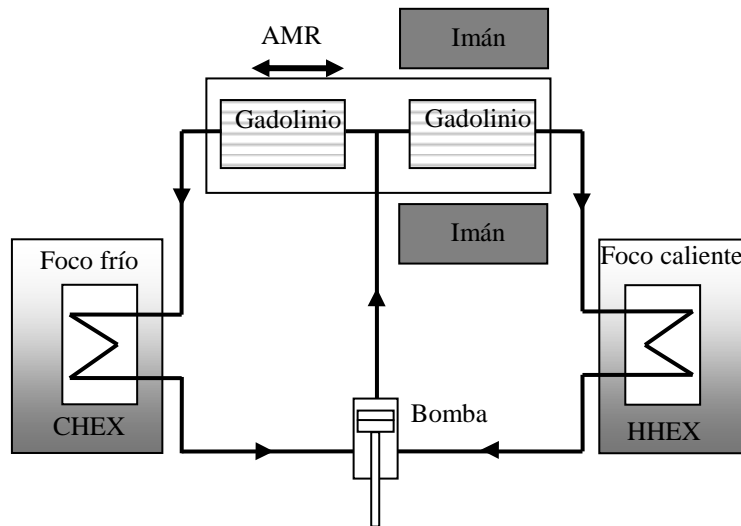 AMR
Imán
Gadolinio
Gadolinio
Imán
Foco frío
Foco caliente
Bomba
CHEX
HHEX